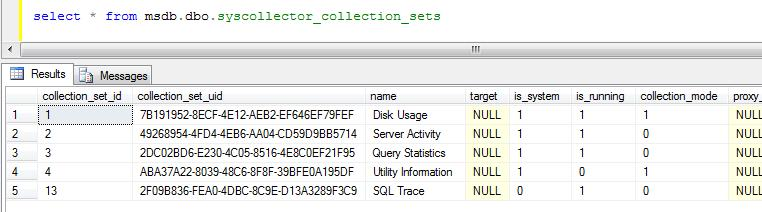 select * from msdb.dbo.syscollector_collection_sets
Results Messages
collection_set_id collection_set_uid name target is_system is_running collection_mode proxy_
1 1 7B191952-8ECF-4E12-AEB2-EF646EF79FEF Disk Usage NULL 1 1 1 NULL
2 2 49268954-4FD4-4EB6-AA04-CD59D9BB5714 Server Activity NULL 1 1 0 NULL
3 3 2DC02BD6-E230-4C05-8516-4E8C0EF21F95 Query Statistics NULL 1 1 0 NULL
4 4 ABA37A22-8039-48C6-8F8F-39BFE0A195DF Utility Information NULL 1 0 1 NULL
5 13 2F09B836-FEA0-4DBC-8C9E-D13A3289F3C9 SQL Trace NULL 0 1 0 NULL